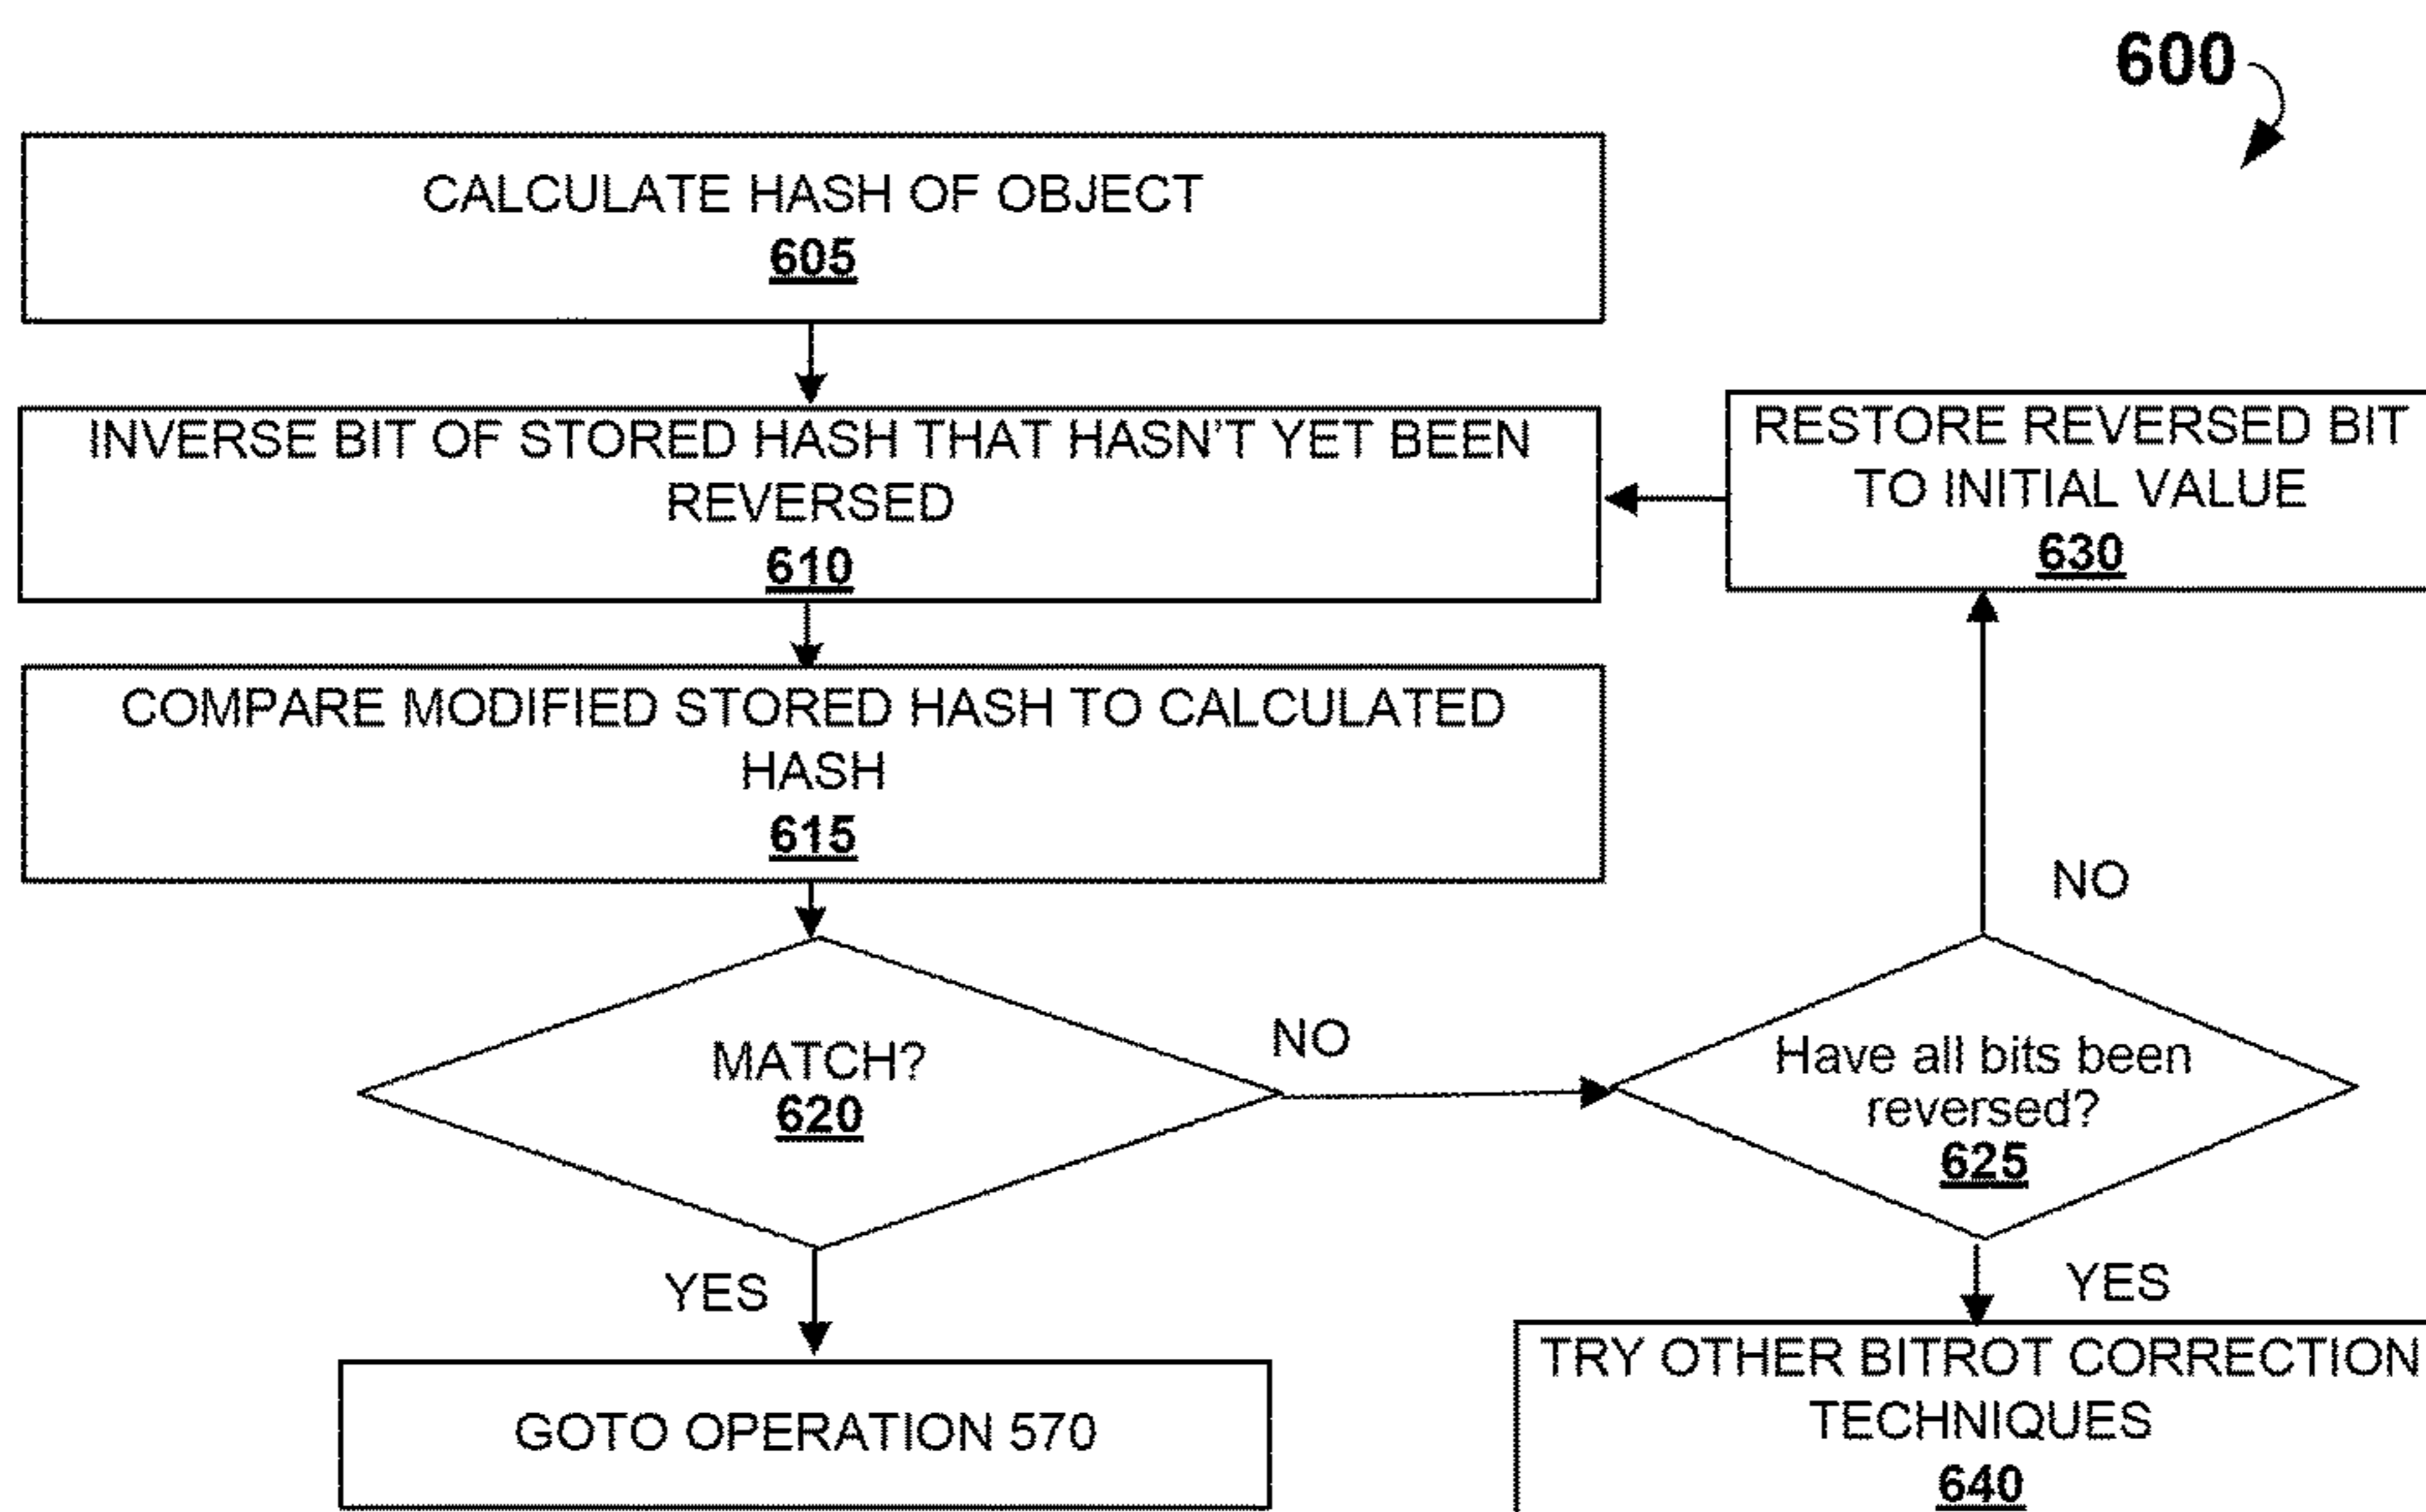 600
CALCULATE HASH OF OBJECT
605
INVERSE BIT OF STORED HASH THAT HASN'T YET BEEN
REVERSED
610
RESTORE REVERSED BIT
TO INITIAL VALUE
630
COMPARE MODIFIED STORED HASH TO CALCULATED
HASH
615
NO
MATCH?
620
NO
Have all bits been
reversed?
625
YES
YES
GOTO OPERATION 570
TRY OTHER BITROT CORRECTION
TECHNIQUES
640